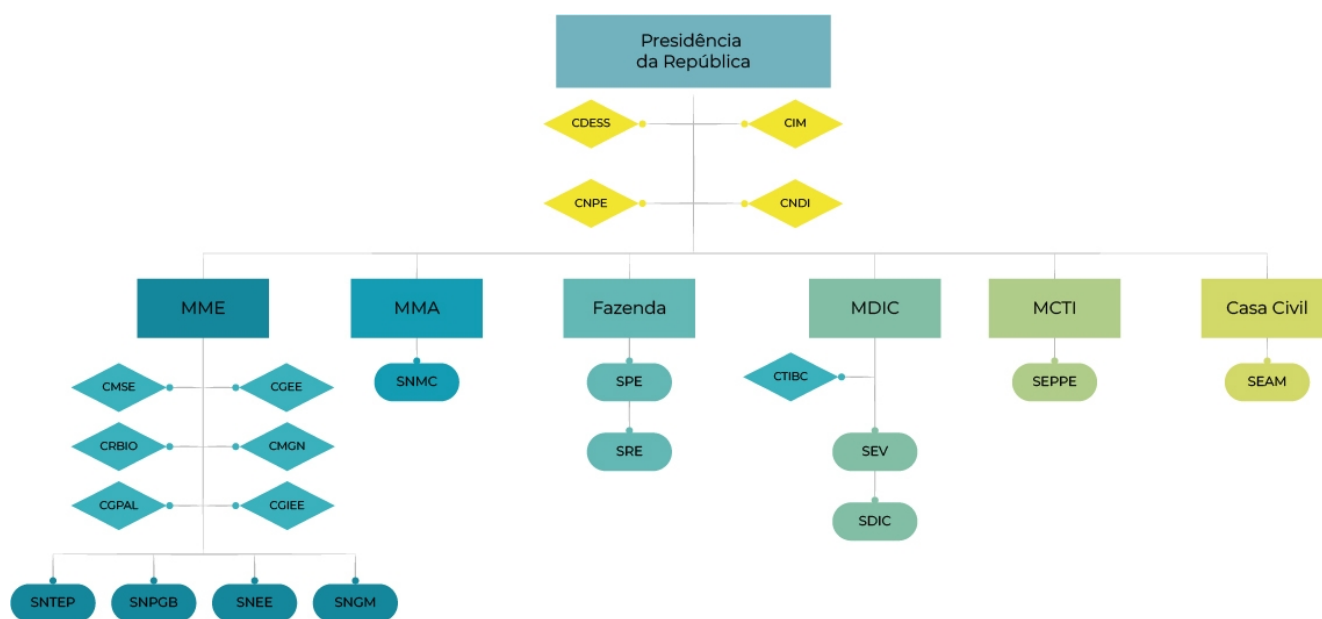 Presidência
da República
CDESS
CIM
CNPE
CNDI
MME
MMA
Fazenda
MDIC
MCTI
Casa Civil
CMSE
CGEE
SNMC
SPE
CTIBC
SEPPE
SEAM
CRBIO
CMGN
SRE
SEV
CGPAL
CGIEE
SDIC
SNTEP
SNPGB
SNEE
SNGM